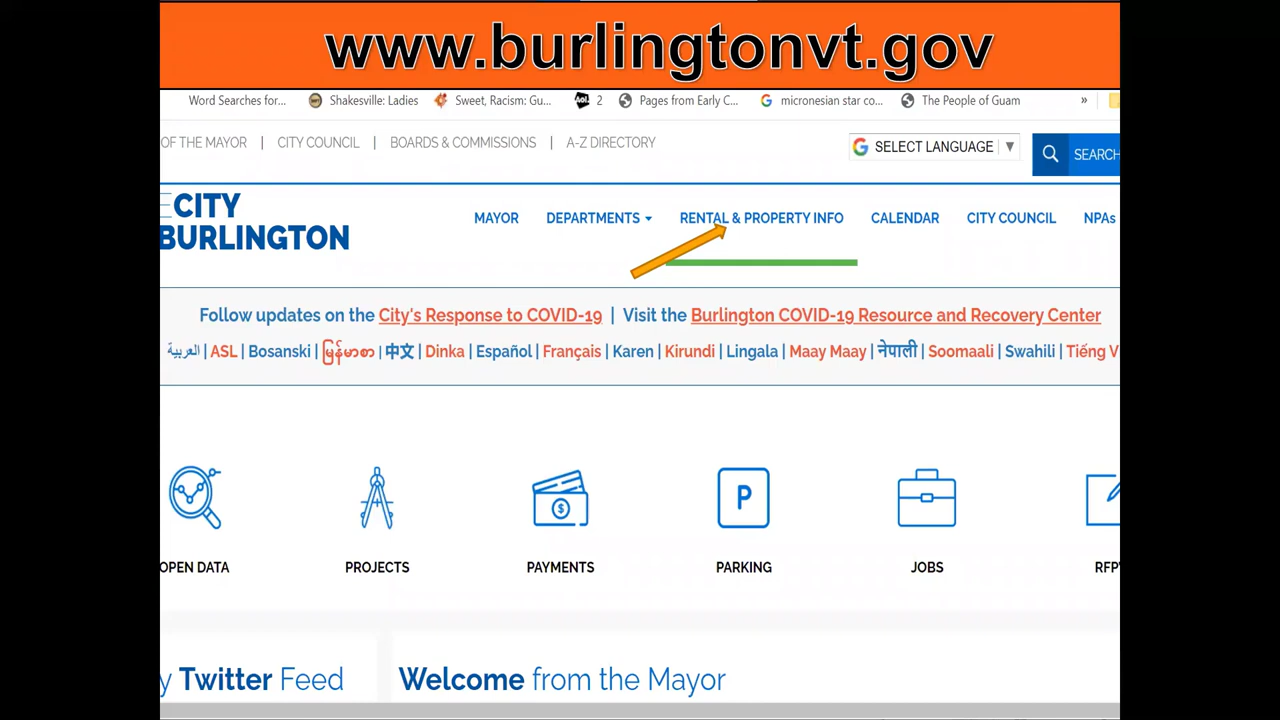 www.burlingtonvt.gov
Word Searches for... Shakesville: Ladies Sweet, Racism: Gu... Aol. 2 Pages from Early C... micronesian star co... The People of Guam »
OF THE MAYOR | CITY COUNCIL | BOARDS & COMMISSIONS | A-Z DIRECTORY SELECT LANGUAGE ▼ SEARCH
CITY
BURLINGTON
MAYOR DEPARTMENTS RENTAL & PROPERTY INFO CALENDAR CITY COUNCIL NPAs
Follow updates on the City's Response to COVID-19 | Visit the Burlington COVID-19 Resource and Recovery Center
العربية | ASL | Bosanski | မြန်မာစာ | 中文 | Dinka | Español | Français | Karen | Kirundi | Lingala | Maay Maay | नेपाली | Soomaali | Swahili | Tiếng V
P
OPEN DATA PROJECTS PAYMENTS PARKING JOBS RFP
y Twitter Feed Welcome from the Mayor